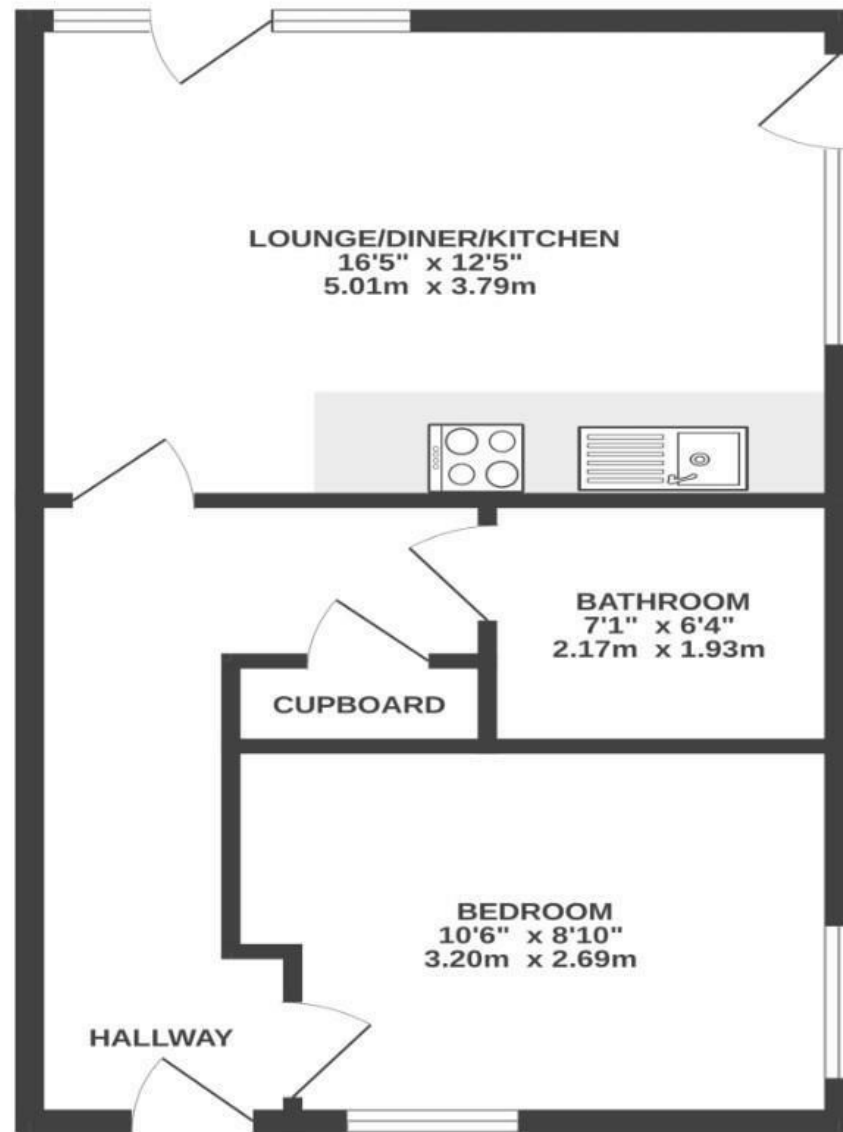 LOUNGE/DINER/KITCHEN
16'5" x 12'5"
5.01m x 3.79m
BATHROOM
7'1" x 6'4"
2.17m x 1.93m
CUPBOARD
BEDROOM
10'6" x 8'10"
3.20m x 2.69m
HALLWAY